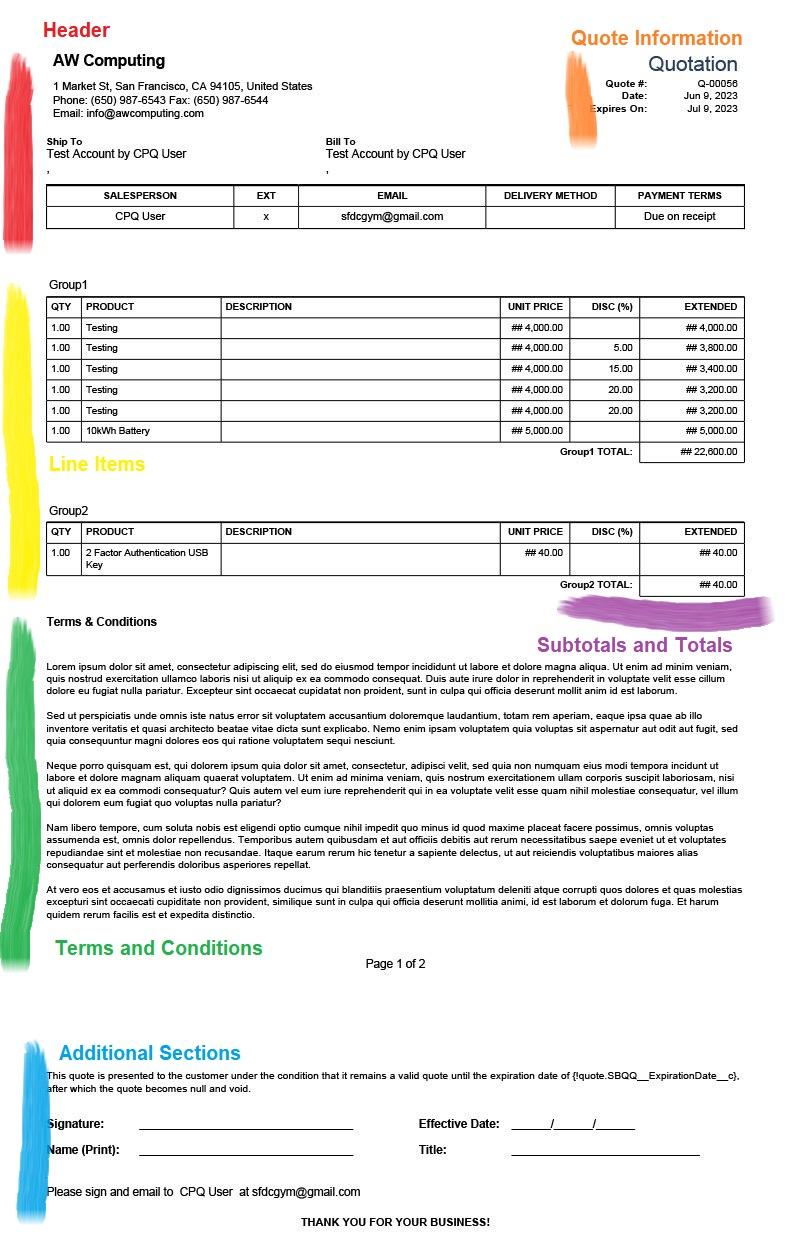 Header
Quote Information
AW Computing
Quotation
1 Market St, San Francisco, CA 94105, United States
Phone: (650) 987-6543 Fax: (650) 987-6544
Email: info@awcomputing.com
Quote #: Q-00056
Date: Jun 9, 2023
Expires On: Jul 9, 2023
Ship To Bill To
Test Account by CPQ User Test Account by CPQ User
, ,
SALESPERSON EXT EMAIL DELIVERY METHOD PAYMENT TERMS
CPQ User x sfdcgym@gmail.com Due on receipt
Group1
QTY PRODUCT DESCRIPTION UNIT PRICE DISC (%) EXTENDED
1.00 Testing ## 4,000.00 ## 4,000.00
1.00 Testing ## 4,000.00 5.00 ## 3,800.00
1.00 Testing ## 4,000.00 15.00 ## 3,400.00
1.00 Testing ## 4,000.00 20.00 ## 3,200.00
1.00 Testing ## 4,000.00 20.00 ## 3,200.00
1.00 10kWh Battery ## 5,000.00 ## 5,000.00
Group1 TOTAL: ## 22,600.00
Line Items
Group2
QTY PRODUCT DESCRIPTION UNIT PRICE DISC (%) EXTENDED
1.00 2 Factor Authentication USB ## 40.00 ## 40.00
Key
Group2 TOTAL: ## 40.00
Terms & Conditions
Subtotals and Totals
Lorem ipsum dolor sit amet, consectetur adipiscing elit, sed do eiusmod tempor incididunt ut labore et dolore magna aliqua. Ut enim ad minim veniam,
quis nostrud exercitation ullamco laboris nisi ut aliquip ex ea commodo consequat. Duis aute irure dolor in reprehenderit in voluptate velit esse cillum
dolore eu fugiat nulla pariatur. Excepteur sint occaecat cupidatat non proident, sunt in culpa qui officia deserunt mollit anim id est laborum.
Sed ut perspiciatis unde omnis iste natus error sit voluptatem accusantium doloremque laudantium, totam rem aperiam, eaque ipsa quae ab illo
inventore veritatis et quasi architecto beatae vitae dicta sunt explicabo. Nemo enim ipsam voluptatem quia voluptas sit aspernatur aut odit aut fugit, sed
quia consequuntur magni dolores eos qui ratione voluptatem sequi nesciunt.
Neque porro quisquam est, qui dolorem ipsum quia dolor sit amet, consectetur, adipisci velit, sed quia non numquam eius modi tempora incidunt ut
labore et dolore magnam aliquam quaerat voluptatem. Ut enim ad minima veniam, quis nostrum exercitationem ullam corporis suscipit laboriosam, nisi
ut aliquid ex ea commodi consequatur? Quis autem vel eum iure reprehenderit qui in ea voluptate velit esse quam nihil molestiae consequatur, vel illum
qui dolorem eum fugiat quo voluptas nulla pariatur?
Nam libero tempore, cum soluta nobis est eligendi optio cumque nihil impedit quo minus id quod maxime placeat facere possimus, omnis voluptas
assumenda est, omnis dolor repellendus. Temporibus autem quibusdam et aut officiis debitis aut rerum necessitatibus saepe eveniet ut et voluptates
repudiandae sint et molestiae non recusandae. Itaque earum rerum hic tenetur a sapiente delectus, ut aut reiciendis voluptatibus maiores alias
consequatur aut perferendis doloribus asperiores repellat.
At vero eos et accusamus et iusto odio dignissimos ducimus qui blanditiis praesentium voluptatum deleniti atque corrupti quos dolores et quas molestias
excepturi sint occaecati cupiditate non provident, similique sunt in culpa qui officia deserunt mollitia animi, id est laborum et dolorum fuga. Et harum
quidem rerum facilis est et expedita distinctio.
Terms and Conditions
Page 1 of 2
Additional Sections
This quote is presented to the customer under the condition that it remains a valid quote until the expiration date of {!quote.SBQQ__ExpirationDate__c},
after which the quote becomes null and void.
Signature: Effective Date: ______/______/______
Name (Print): Title:
Please sign and email to CPQ User at sfdcgym@gmail.com
THANK YOU FOR YOUR BUSINESS!